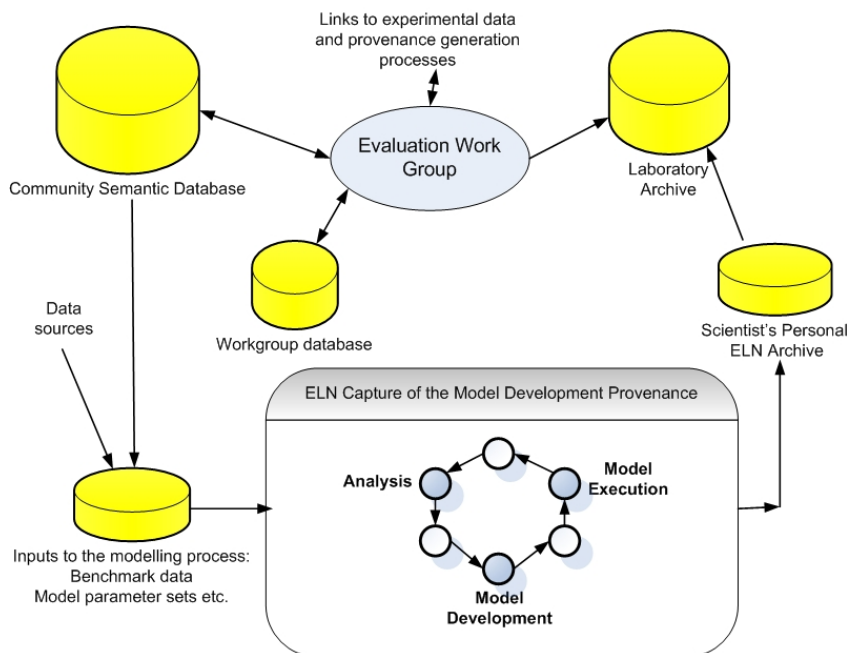 Links to experimental data
and provenance generation
processes
Evaluation Work
Group
Community Semantic Database
Laboratory
Archive
Workgroup database
Data
sources
Scientist's Personal
ELN Archive
ELN Capture of the Model Development Provenance
Analysis
Model
Execution
Model
Development
Inputs to the modelling process:
Benchmark data
Model parameter sets etc.